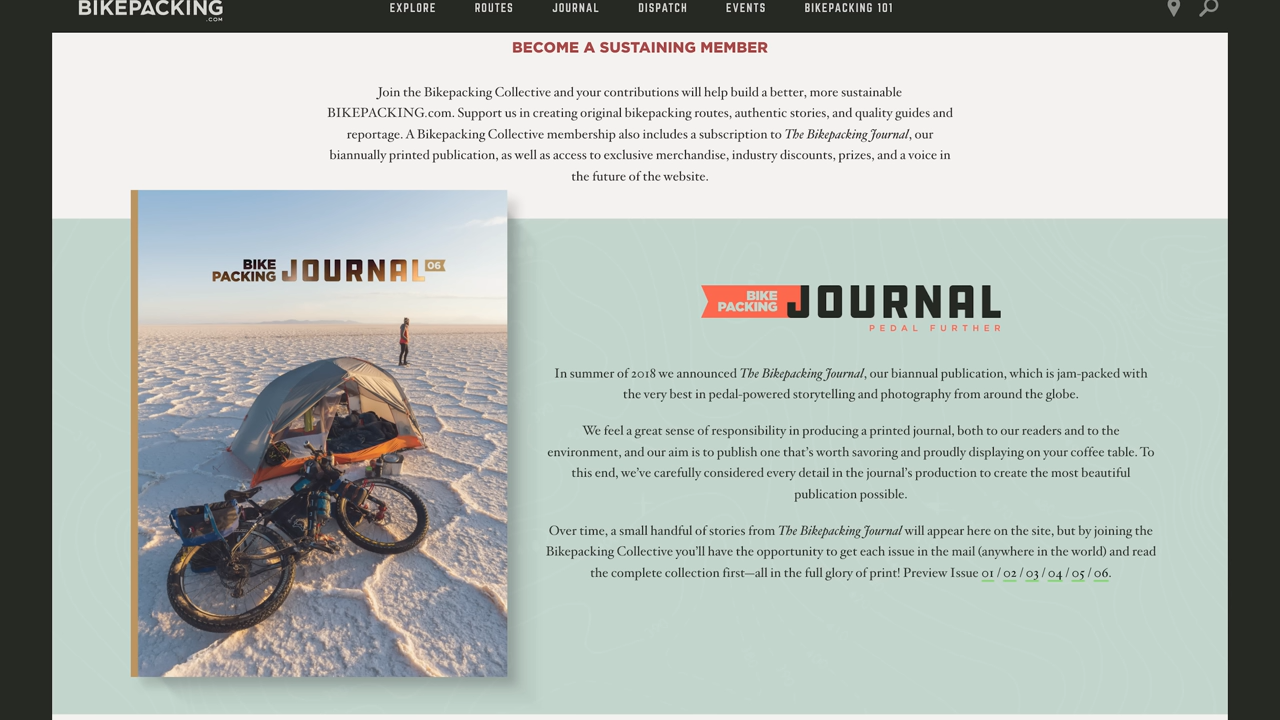 BIKEPACKING
.COM
EXPLORE ROUTES JOURNAL DISPATCH EVENTS BIKEPACKING 101
BECOME A SUSTAINING MEMBER
Join the Bikepacking Collective and your contributions will help build a better, more sustainable
BIKEPACKING.com. Support us in creating original bikepacking routes, authentic stories, and quality guides and
reportage. A Bikepacking Collective membership also includes a subscription to The Bikepacking Journal, our
biannually printed publication, as well as access to exclusive merchandise, industry discounts, prizes, and a voice in
the future of the website.
BIKE
PACKING JOURNAL 06
BIKE
PACKING JOURNAL
PEDAL FURTHER
In summer of 2018 we announced The Bikepacking Journal, our biannual publication, which is jam-packed with
the very best in pedal-powered storytelling and photography from around the globe.
We feel a great sense of responsibility in producing a printed journal, both to our readers and to the
environment, and our aim is to publish one that's worth savoring and proudly displaying on your coffee table. To
this end, we've carefully considered every detail in the journal's production to create the most beautiful
publication possible.
Over time, a small handful of stories from The Bikepacking Journal will appear here on the site, but by joining the
Bikepacking Collective you'll have the opportunity to get each issue in the mail (anywhere in the world) and read
the complete collection first—all in the full glory of print! Preview Issue 01 / 02 / 03 / 04 / 05 / 06.